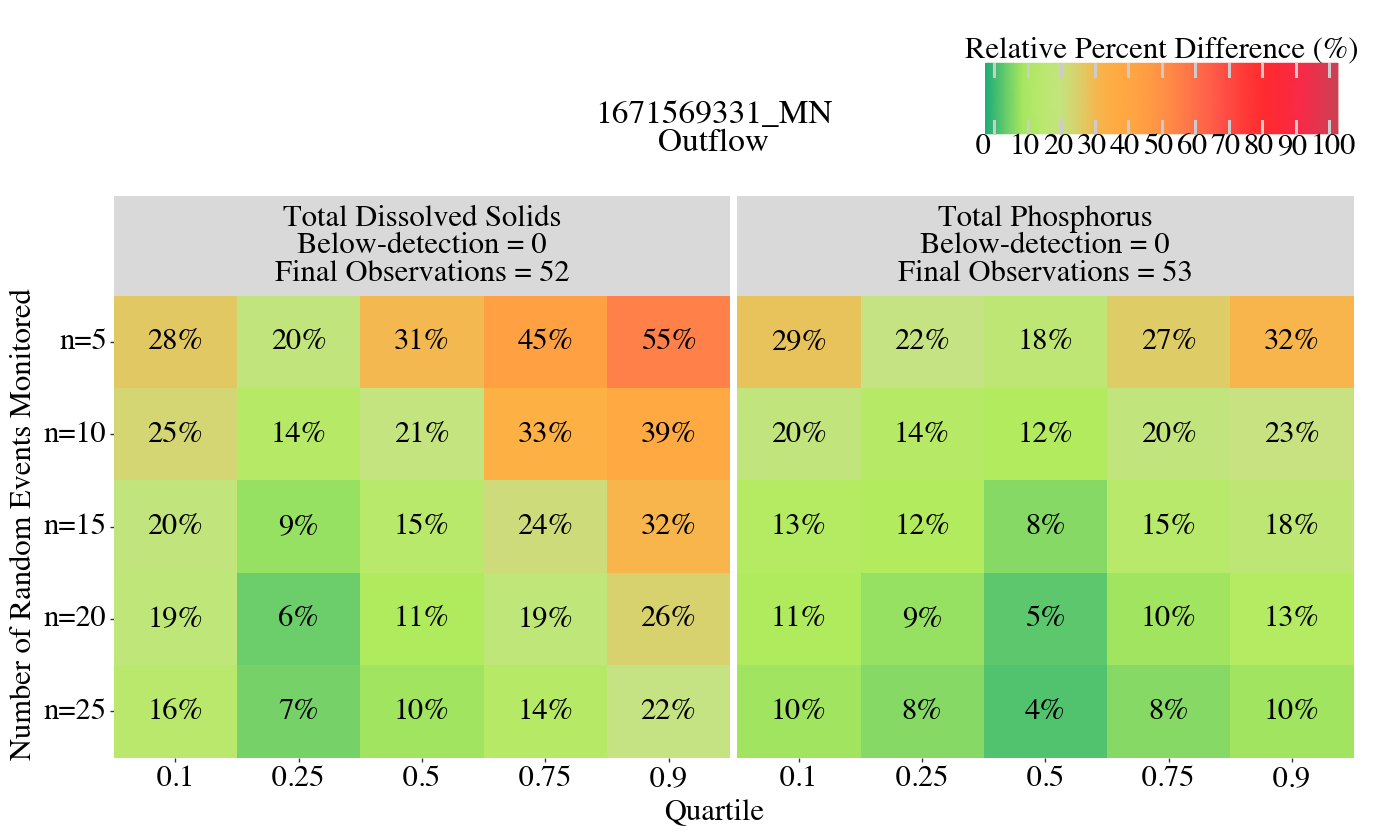 Relative Percent Difference (%)
0 10 20 30 40 50 60 70 80 90 100
1671569331_MN
Outflow
Total Dissolved Solids
Below-detection = 0
Final Observations = 52
Total Phosphorus
Below-detection = 0
Final Observations = 53
Number of Random Events Monitored
n=5 28% 20% 31% 45% 55% 29% 22% 18% 27% 32%
n=10 25% 14% 21% 33% 39% 20% 14% 12% 20% 23%
n=15 20% 9% 15% 24% 32% 13% 12% 8% 15% 18%
n=20 19% 6% 11% 19% 26% 11% 9% 5% 10% 13%
n=25 16% 7% 10% 14% 22% 10% 8% 4% 8% 10%
0.1 0.25 0.5 0.75 0.9 0.1 0.25 0.5 0.75 0.9
Quartile